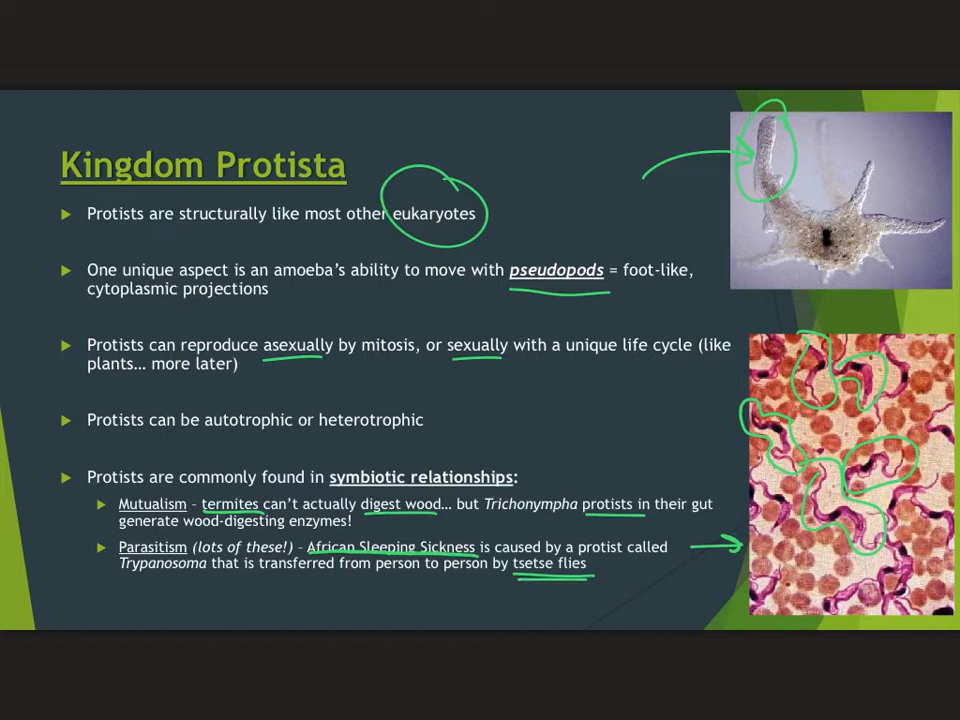 Kingdom Protista
Protists are structurally like most other eukaryotes
One unique aspect is an amoeba's ability to move with pseudopods = foot-like,
cytoplasmic projections
Protists can reproduce asexually by mitosis, or sexually with a unique life cycle (like
plants… more later)
Protists can be autotrophic or heterotrophic
Protists are commonly found in symbiotic relationships:
Mutualism – termites can't actually digest wood… but Trichonympha protists in their gut
generate wood-digesting enzymes!
Parasitism (lots of these!) – African Sleeping Sickness is caused by a protist called
Trypanosoma that is transferred from person to person by tsetse flies